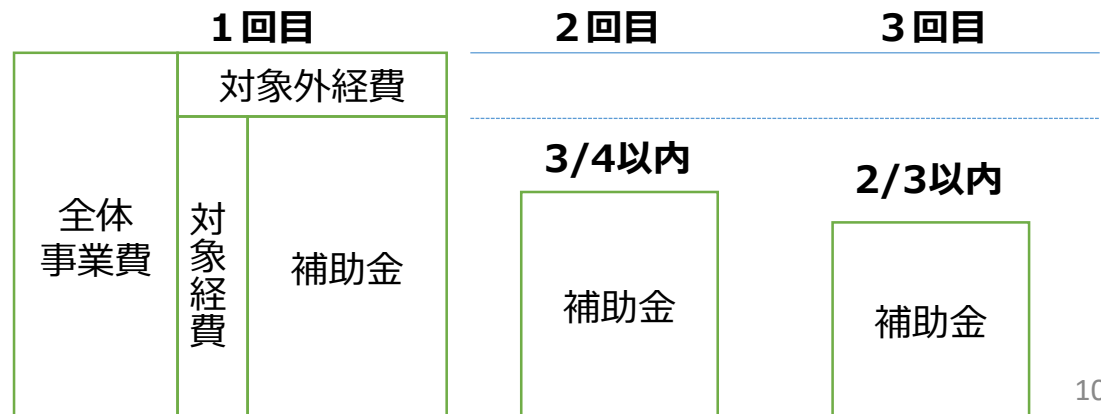 1回目
2回目
3回目
対象外経費
全体
事業費
対象経費
補助金
3/4以内
補助金
2/3以内
補助金
10